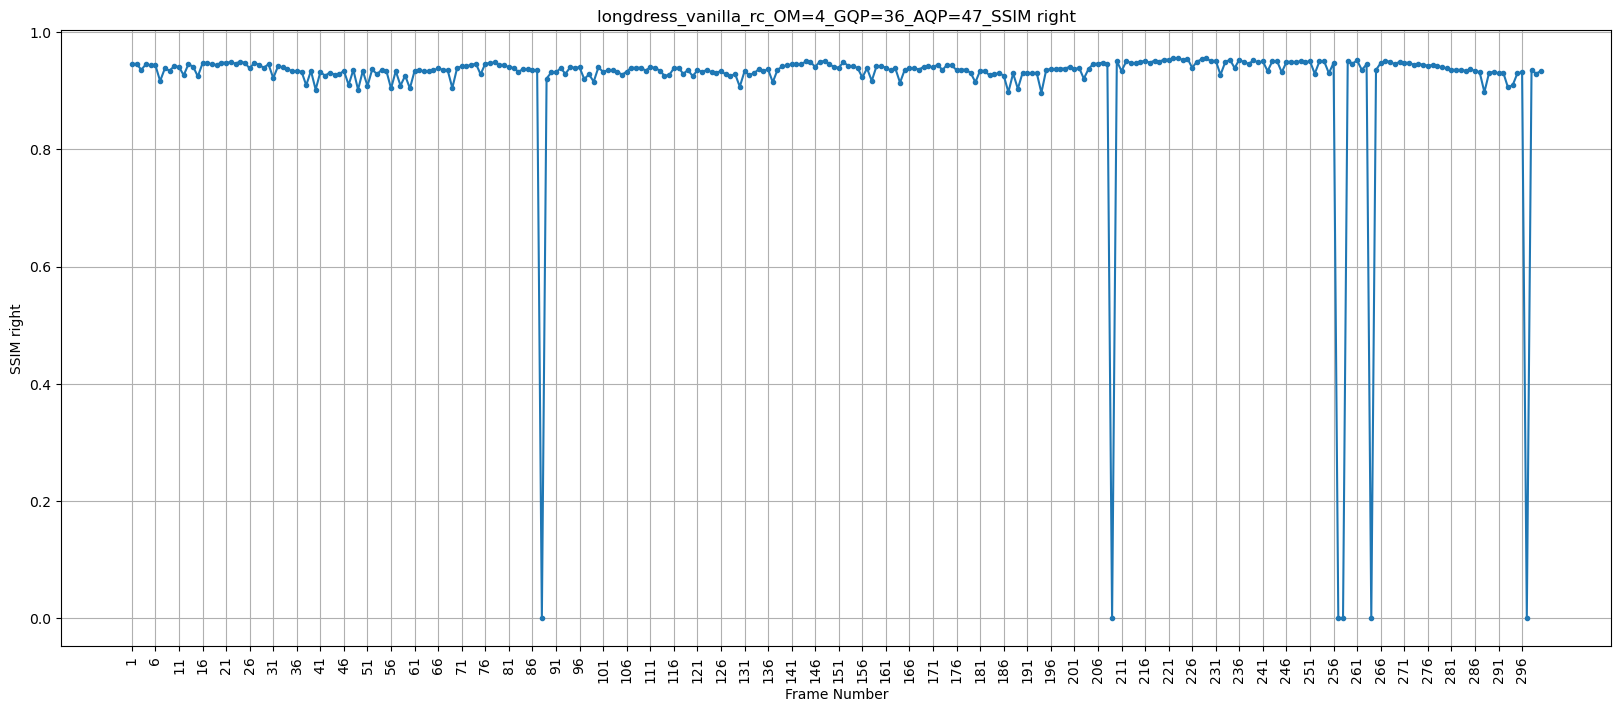 longdress_vanilla_rc_OM=4_GQP=36_AQP=47_SSIM right
1.0
0.8
0.6
0.4
0.2
0.0
SSIM right
1 6 11 16 21 26 31 36 41 46 51 56 61 66 71 76 81 86 91 96 101 106 111 116 121 126 131 136 141 146 151 156 161 166 171 176 181 186 191 196 201 206 211 216 221 226 231 236 241 246 251 256 261 266 271 276 281 286 291 296
Frame Number